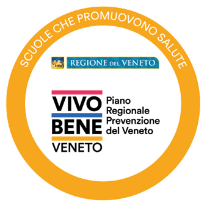 SCUOLE CHE PROMUOVONO SALUTE
REGIONE DEL VENETO
VIVO
BENE
VENETO
Piano
Regionale
Prevenzione
del Veneto